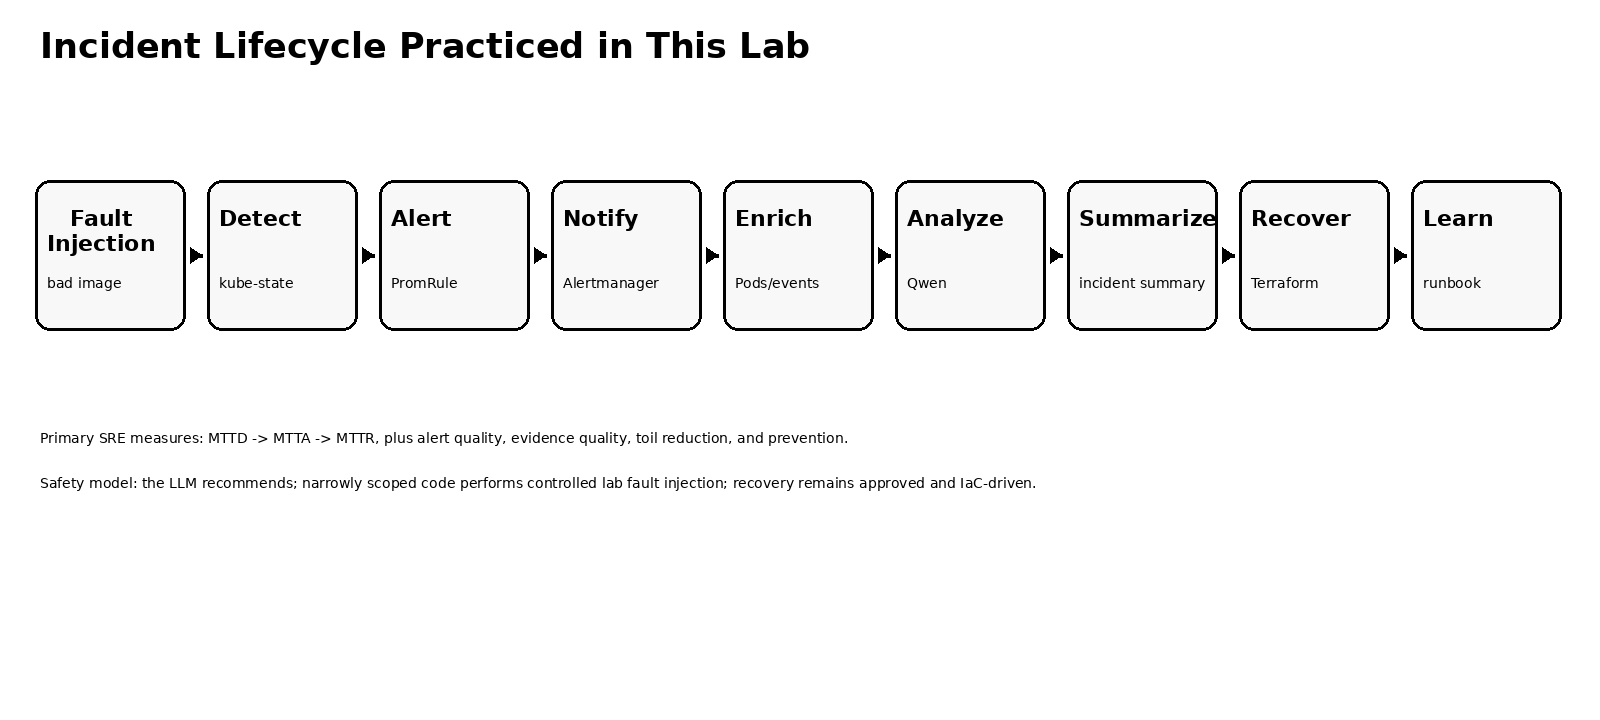 Incident Lifecycle Practiced in This Lab
Fault
Injection
bad image
Detect
kube-state
Alert
PromRule
Notify
Alertmanager
Enrich
Pods/events
Analyze
Qwen
Summarize
incident summary
Recover
Terraform
Learn
runbook
Primary SRE measures: MTTD -> MTTA -> MTTR, plus alert quality, evidence quality, toil reduction, and prevention.
Safety model: the LLM recommends; narrowly scoped code performs controlled lab fault injection; recovery remains approved and IaC-driven.